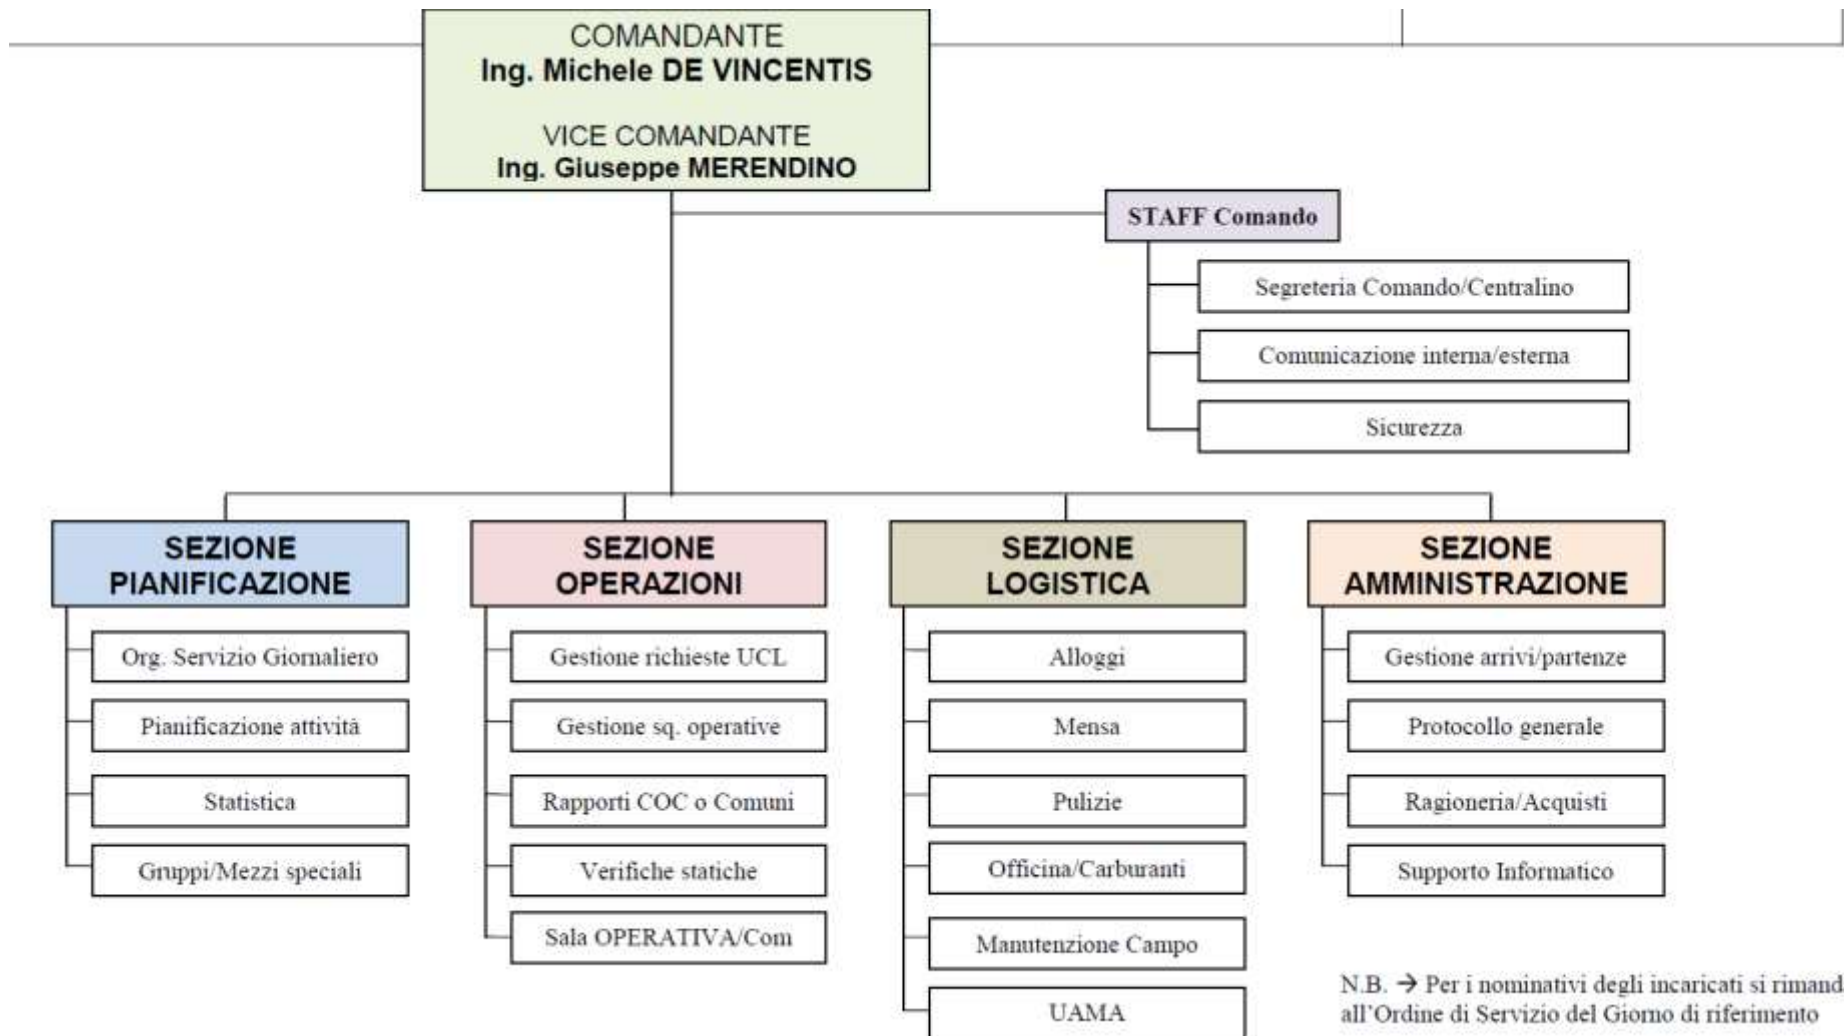 COMANDANTE
Ing. Michele DE VINCENTIS
VICE COMANDANTE
Ing. Giuseppe MERENDINO
STAFF Comando
Segreteria Comando/Centralino
Comunicazione interna/esterna
Sicurezza
SEZIONE
PIANIFICAZIONE
Org. Servizio Giornaliero
Pianificazione attività
Statistica
Gruppi/Mezzi speciali
SEZIONE
OPERAZIONI
Gestione richieste UCL
Gestione sq. operative
Rapporti COC o Comuni
Verifiche statiche
Sala OPERATIVA/Com
SEZIONE
LOGISTICA
Alloggi
Mensa
Pulizie
Officina/Carburanti
Manutenzione Campo
UAMA
SEZIONE
AMMINISTRAZIONE
Gestione arrivi/partenze
Protocollo generale
Ragioneria/Acquisti
Supporto Informatico
N.B. → Per i nominativi degli incaricati si rimand
all'Ordine di Servizio del Giorno di riferimento